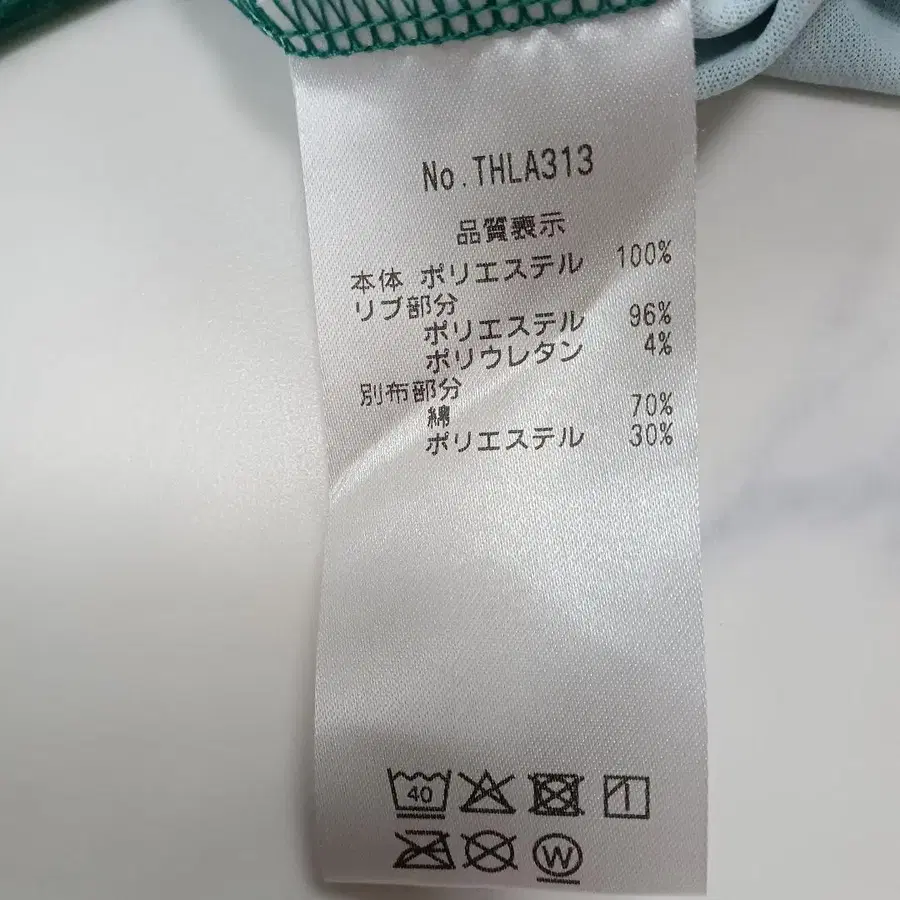 No.THLA313
品質表示
本体 ポリエステル 100%
リブ部分
ポリエステル 96%
ポリウレタン 4%
別布部分
綿 70%
ポリエステル 30%
40
W